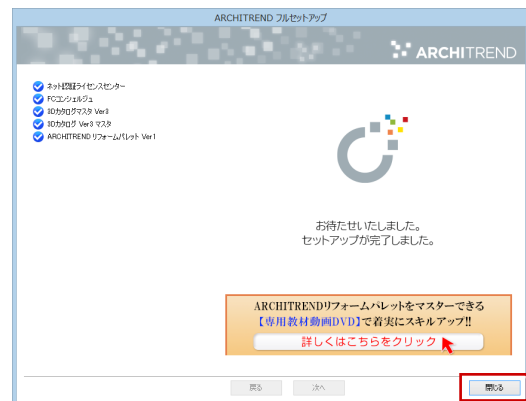 ARCHITREND フルセットアップ
ARCHITREND
ネット認証ライセンスセンター
FCコンシェルジュ
3Dカタログマスタ Ver3
3Dカタログ Ver3 マスタ
ARCHITREND リフォームパレット Ver1
お待たせいたしました。
セットアップが完了しました。
ARCHITRENDリフォームパレットをマスターできる
【専用教材動画DVD】で着実にスキルアップ!!
詳しくはこちらをクリック
戻る
次へ
閉じる